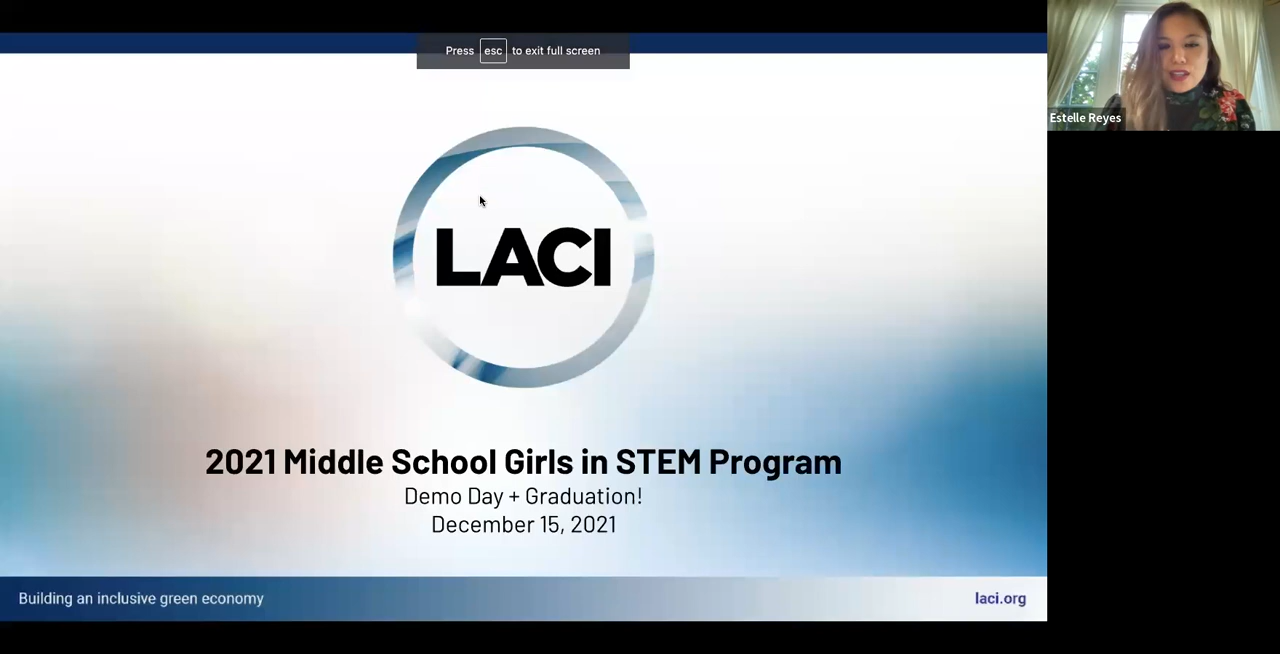 Press esc to exit full screen
Estelle Reyes
LACI
2021 Middle School Girls in STEM Program
Demo Day + Graduation!
December 15, 2021
Building an inclusive green economy
laci.org